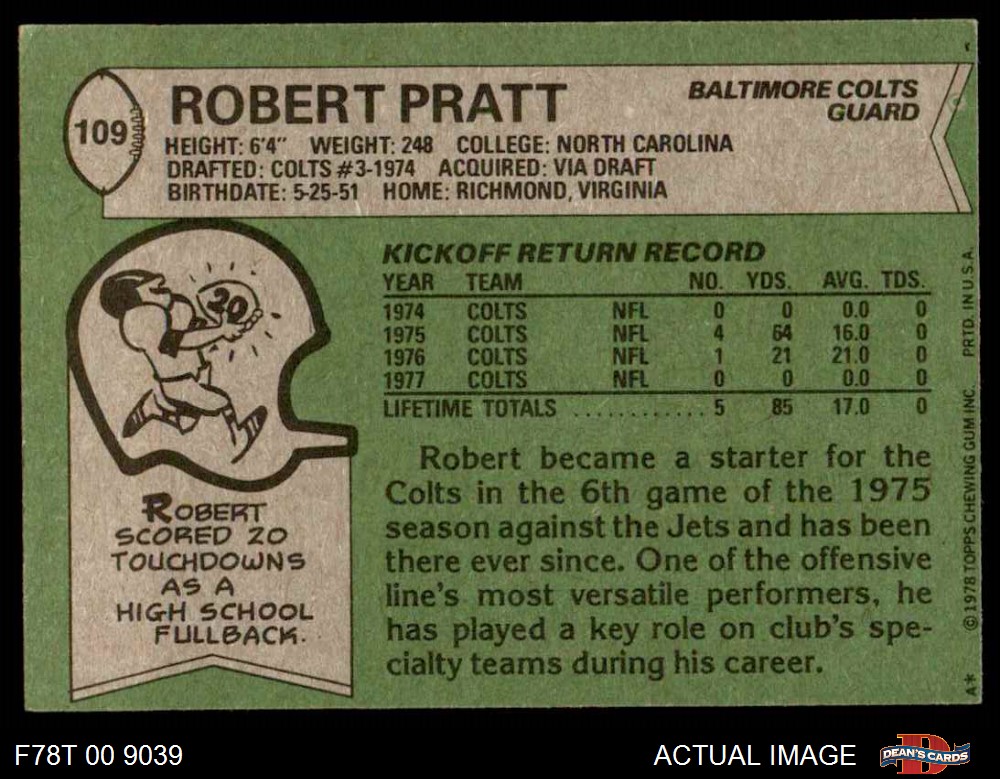 109
ROBERT PRATT
BALTIMORE COLTS
GUARD
HEIGHT: 6'4" WEIGHT: 248 COLLEGE: NORTH CAROLINA
DRAFTED: COLTS #3-1974 ACQUIRED: VIA DRAFT
BIRTHDATE: 5-25-51 HOME: RICHMOND, VIRGINIA
20
ROBERT
SCORED 20
TOUCHDOWNS
AS A
HIGH SCHOOL
FULLBACK.
KICKOFF RETURN RECORD
YEAR TEAM NO. YDS. AVG. TDS.
1974 COLTS NFL 0 0 0.0 0
1975 COLTS NFL 4 64 16.0 0
1976 COLTS NFL 1 21 21.0 0
1977 COLTS NFL 0 0 0.0 0
LIFETIME TOTALS ............ 5 85 17.0 0
Robert became a starter for the
Colts in the 6th game of the 1975
season against the Jets and has been
there ever since. One of the offensive
line's most versatile performers, he
has played a key role on club's spe-
cialty teams during his career.
A* © 1978 TOPPS CHEWING GUM INC. PRTD. IN U.S.A.
F78T 00 9039
ACTUAL IMAGE
DEAN'S CARDS